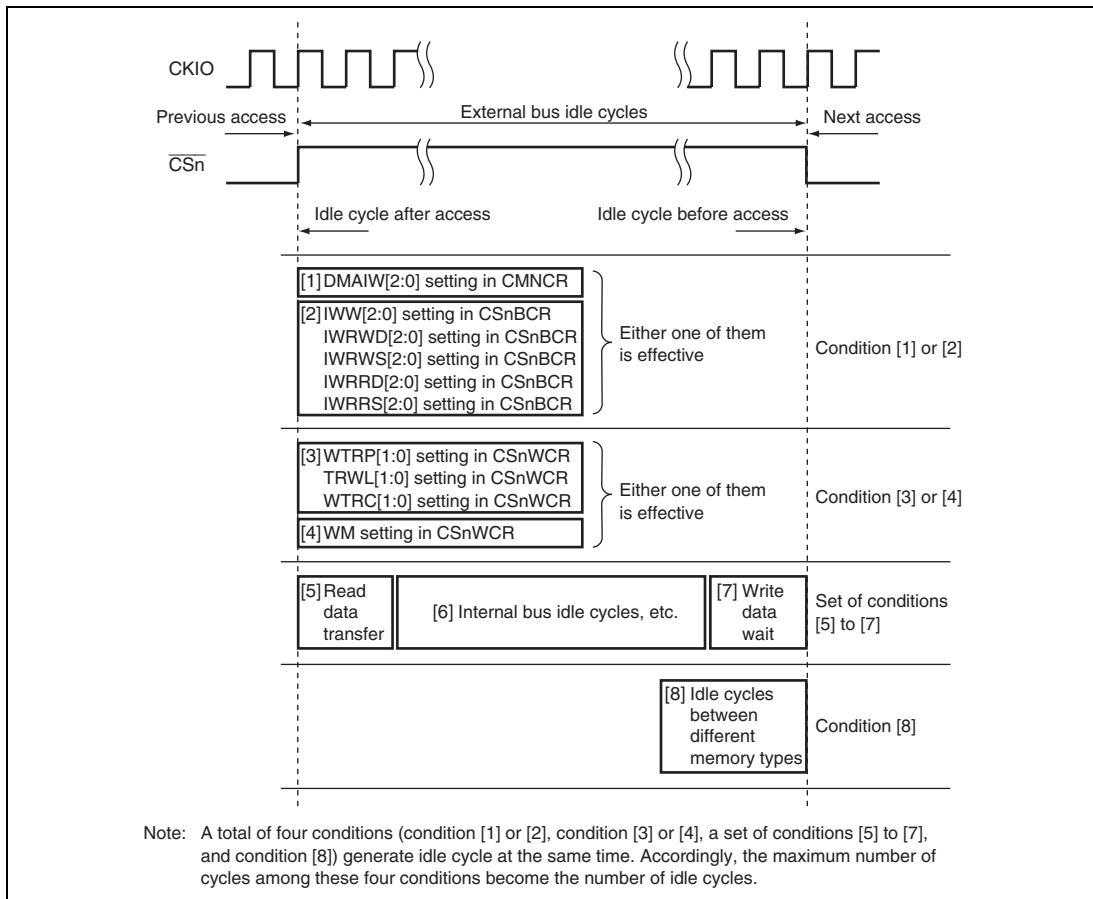 CKIO
Previous access
External bus idle cycles
Next access
CSn
Idle cycle after access
Idle cycle before access
[1] DMAIW[2:0] setting in CMNCR
[2] IWW[2:0] setting in CSnBCR
IWRWD[2:0] setting in CSnBCR
IWRWS[2:0] setting in CSnBCR
IWRRD[2:0] setting in CSnBCR
IWRRS[2:0] setting in CSnBCR
Either one of them
is effective
Condition [1] or [2]
[3] WTRP[1:0] setting in CSnWCR
TRWL[1:0] setting in CSnWCR
WTRC[1:0] setting in CSnWCR
[4] WM setting in CSnWCR
Either one of them
is effective
Condition [3] or [4]
[5] Read
data
transfer
[6] Internal bus idle cycles, etc.
[7] Write
data
wait
Set of conditions
[5] to [7]
[8] Idle cycles
between
different
memory types
Condition [8]
Note: A total of four conditions (condition [1] or [2], condition [3] or [4], a set of conditions [5] to [7],
and condition [8]) generate idle cycle at the same time. Accordingly, the maximum number of
cycles among these four conditions become the number of idle cycles.